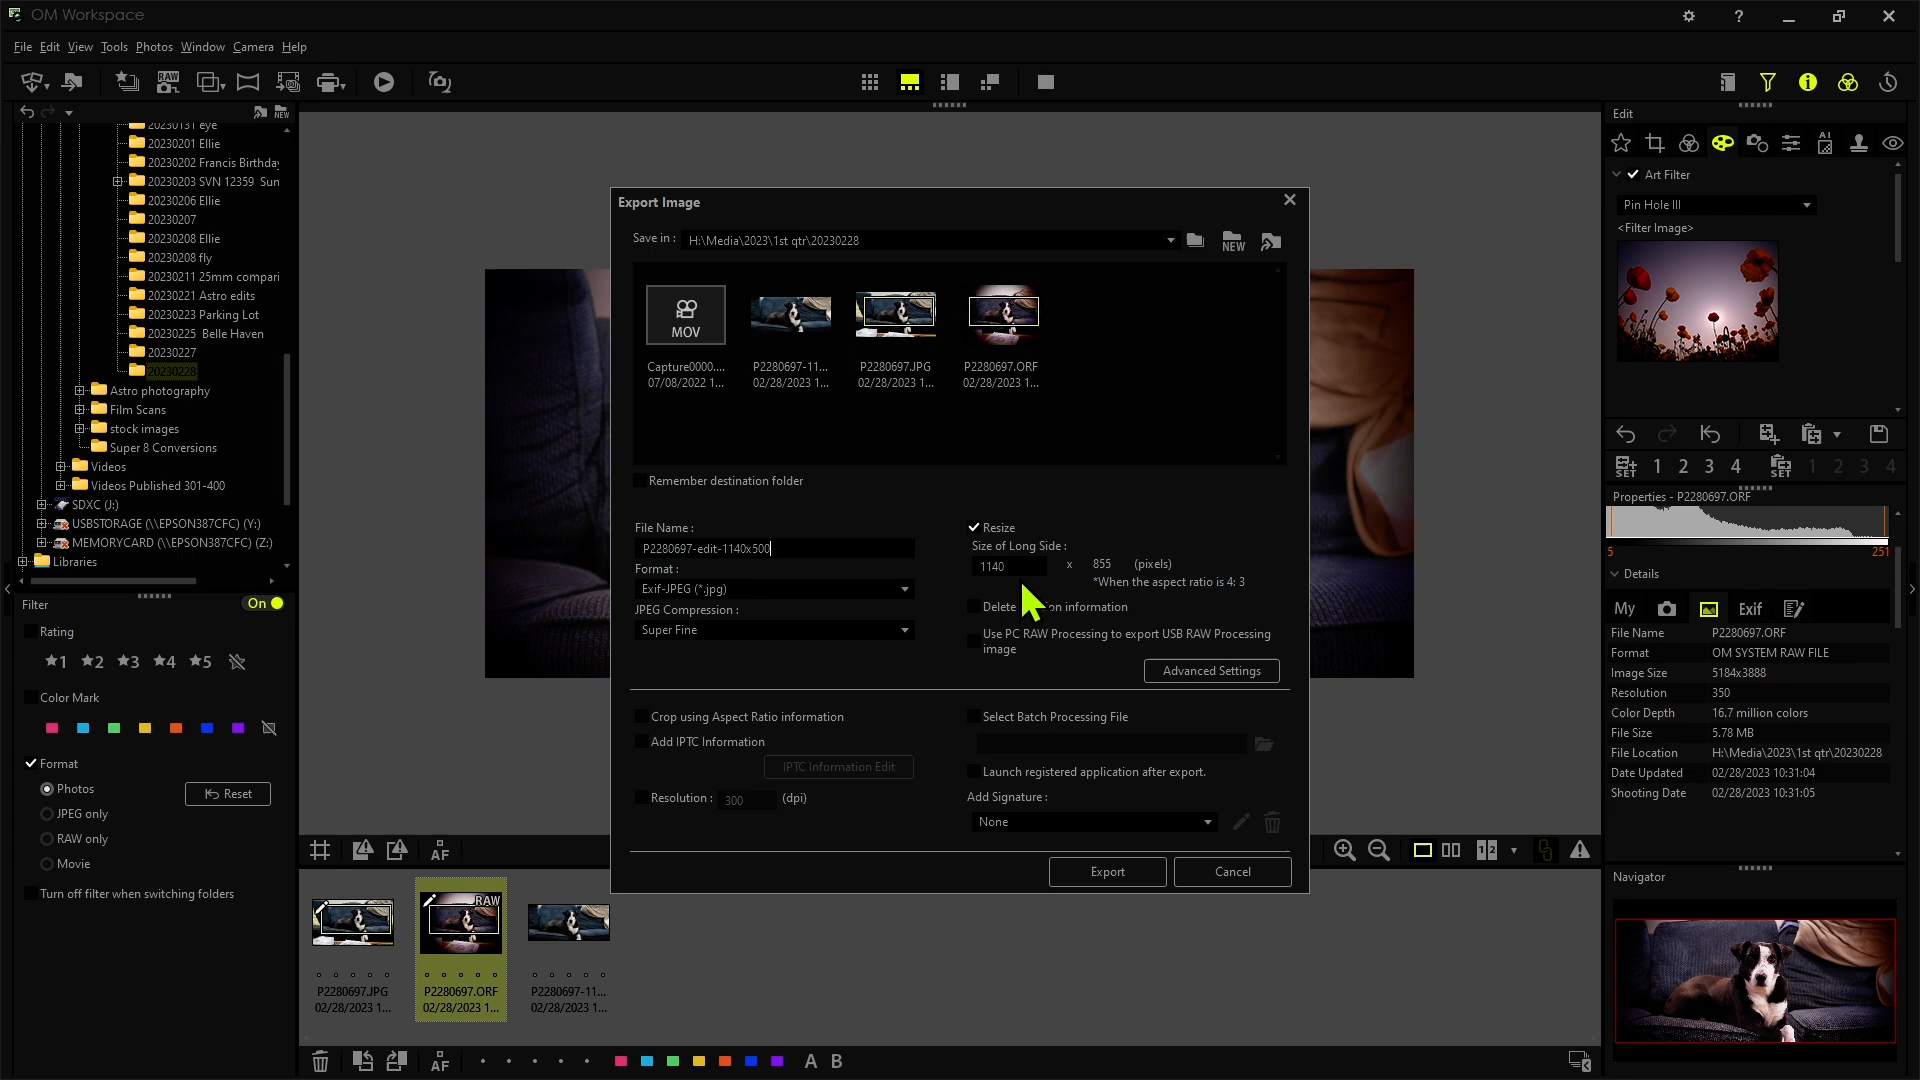 OM Workspace
File Edit View Tools Photos Window Camera Help
20230131 eye
20230201 Ellie
20230202 Francis Birthday
20230203 SVN 12359 Sun
20230206 Ellie
20230207
20230208 Ellie
20230208 fly
20230211 25mm compari
20230221 Astro edits
20230223 Parking Lot
20230225 Belle Haven
20230227
20230228
Astro photography
Film Scans
stock images
Super 8 Conversions
Videos
Videos Published 301-400
SDXC (J:)
USBSTORAGE (\\EPSON387CFC) (Y:)
MEMORYCARD (\\EPSON387CFC) (Z:)
Libraries
Filter
On
Rating
1 2 3 4 5
Color Mark
Format
Photos
Reset
JPEG only
RAW only
Movie
Turn off filter when switching folders
Export Image
Save in :
H:\Media\2023\1st qtr\20230228
NEW
MOV
Capture0000....
07/08/2022 1...
P2280697-11...
02/28/2023 1...
P2280697.JPG
02/28/2023 1...
P2280697.ORF
02/28/2023 1...
Remember destination folder
File Name :
P2280697-edit-1140x500
Format :
Exif-JPEG (*.jpg)
JPEG Compression :
Super Fine
Resize
Size of Long Side :
1140 x 855 (pixels)
*When the aspect ratio is 4: 3
Delete on information
Use PC RAW Processing to export USB RAW Processing
image
Advanced Settings
Crop using Aspect Ratio information
Add IPTC Information
IPTC Information Edit
Resolution : 300 (dpi)
Select Batch Processing File
Launch registered application after export.
Add Signature :
None
Export
Cancel
AF
RAW
P2280697.JPG
02/28/2023 1...
P2280697.ORF
02/28/2023 1...
P2280697-11...
02/28/2023 1...
AF
A B
Edit
AI
Art Filter
Pin Hole III
<Filter Image>
SET 1 2 3 4 SET 1 2 3 4
Properties - P2280697.ORF
5 251
Details
My Exif
File Name P2280697.ORF
Format OM SYSTEM RAW FILE
Image Size 5184x3888
Resolution 350
Color Depth 16.7 million colors
File Size 5.78 MB
File Location H:\Media\2023\1st qtr\20230228
Date Updated 02/28/2023 10:31:04
Shooting Date 02/28/2023 10:31:05
Navigator